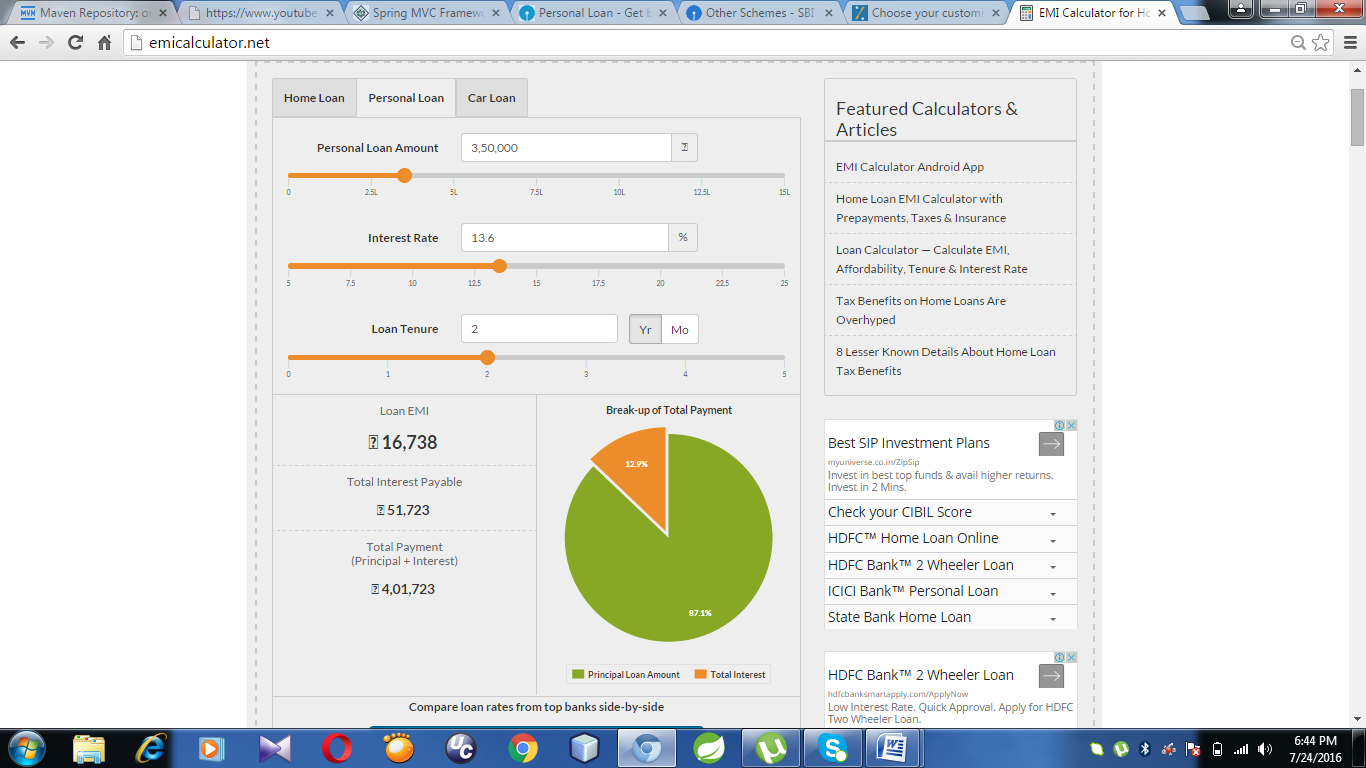 Maven Repository: or
https://www.youtube
Spring MVC Framew
Personal Loan - Get b
Other Schemes - SBI
Choose your customi
EMI Calculator for Ho
emicalculator.net
Home Loan
Personal Loan
Car Loan
Personal Loan Amount
3,50,000
0 2.5L 5L 7.5L 10L 12.5L 15L
Interest Rate
13.6
%
5 7.5 10 12.5 15 17.5 20 22.5 25
Loan Tenure
2
Yr Mo
0 1 2 3 4 5
Loan EMI
16,738
Total Interest Payable
51,723
Total Payment
(Principal + Interest)
4,01,723
Break-up of Total Payment
12.9%
87.1%
Principal Loan Amount
Total Interest
Compare loan rates from top banks side-by-side
Featured Calculators &
Articles
EMI Calculator Android App
Home Loan EMI Calculator with
Prepayments, Taxes & Insurance
Loan Calculator — Calculate EMI,
Affordability, Tenure & Interest Rate
Tax Benefits on Home Loans Are
Overhyped
8 Lesser Known Details About Home Loan
Tax Benefits
Best SIP Investment Plans
myuniverse.co.in/ZipSip
Invest in best top funds & avail higher returns.
Invest in 2 Mins.
Check your CIBIL Score
HDFC™ Home Loan Online
HDFC Bank™ 2 Wheeler Loan
ICICI Bank™ Personal Loan
State Bank Home Loan
HDFC Bank™ 2 Wheeler Loan
hdfcbanksmartapply.com/ApplyNow
Low Interest Rate. Quick Approval. Apply for HDFC
Two Wheeler Loan.
6:44 PM
7/24/2016